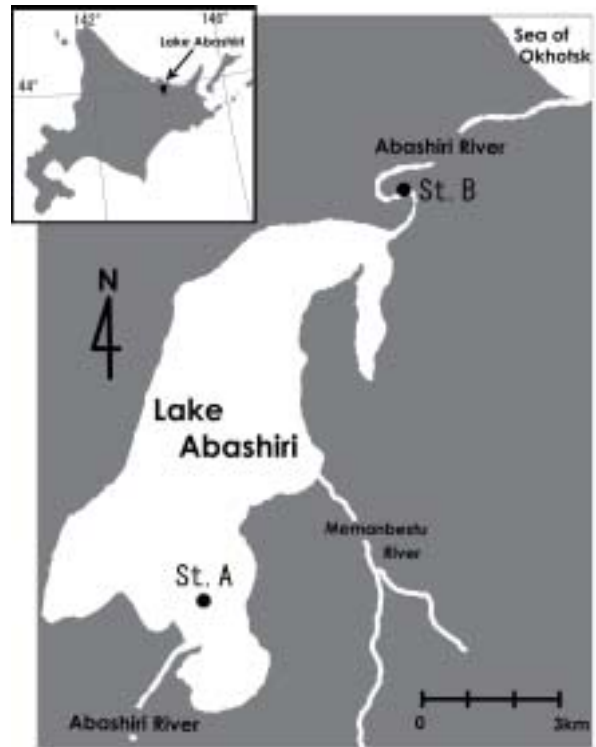 142°
146°
Lake Abashiri
44°
Sea of
Okhotsk
Abashiri River
St. B
N
Lake
Abashiri
Memanbestu
River
St. A
Abashiri River
0
3km